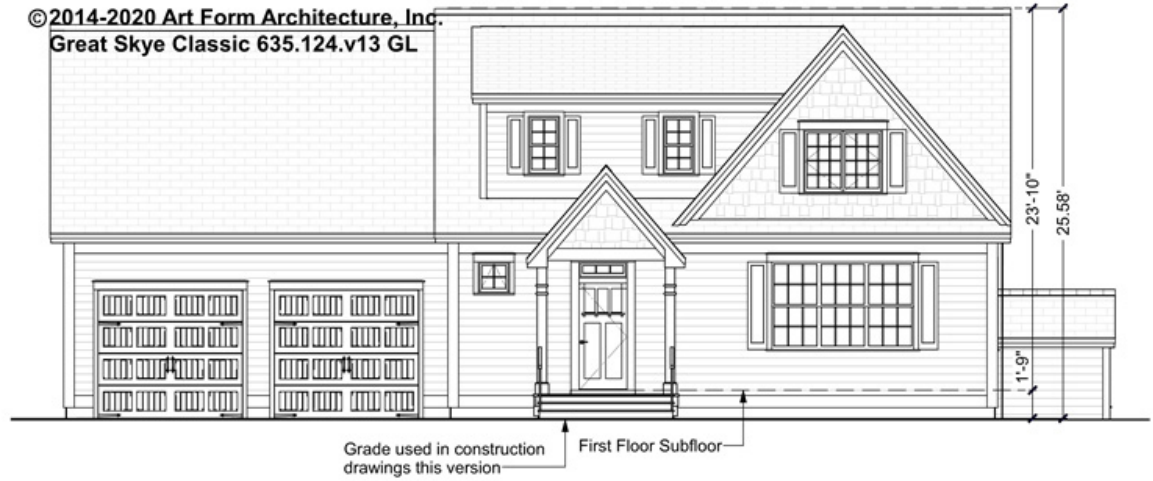 ©2014-2020 Art Form Architecture, Inc.
Great Skye Classic 635.124.v13 GL
23'-10"
25.58'
1'-9"
Grade used in construction
drawings this version
First Floor Subfloor